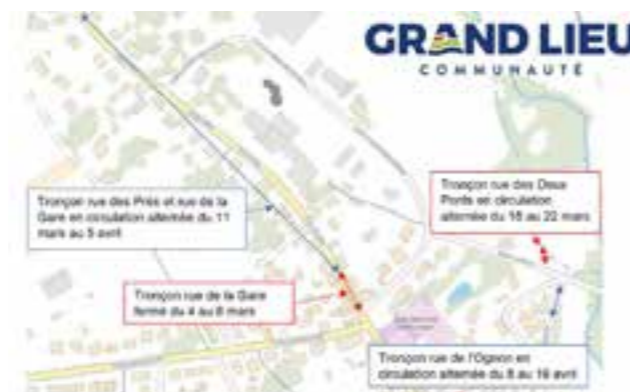 GRAND LIEU
COMMUNAUTÉ
Tronçon rue des Prés et rue de la
Gare en circulation alternée du 11
mars au 5 avril
Tronçon rue des Deux
Ponts en circulation
alternée du 18 au 22 mars
Tronçon rue de la Gare
fermé du 4 au 8 mars
Tronçon rue de l'Ognon en
circulation alternée du 8 au 19 avril